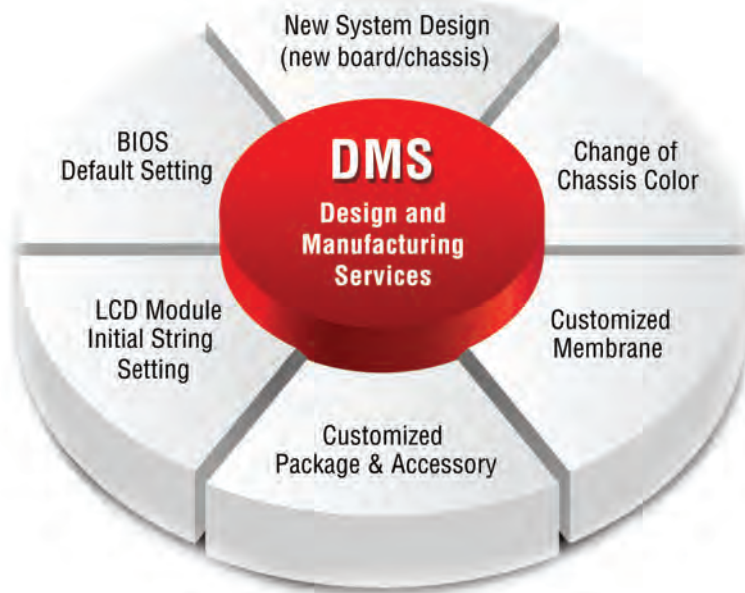 New System Design
(new board/chassis)
BIOS
Default Setting
DMS
Design and
Manufacturing
Services
Change of
Chassis Color
LCD Module
Initial String
Setting
Customized
Membrane
Customized
Package & Accessory